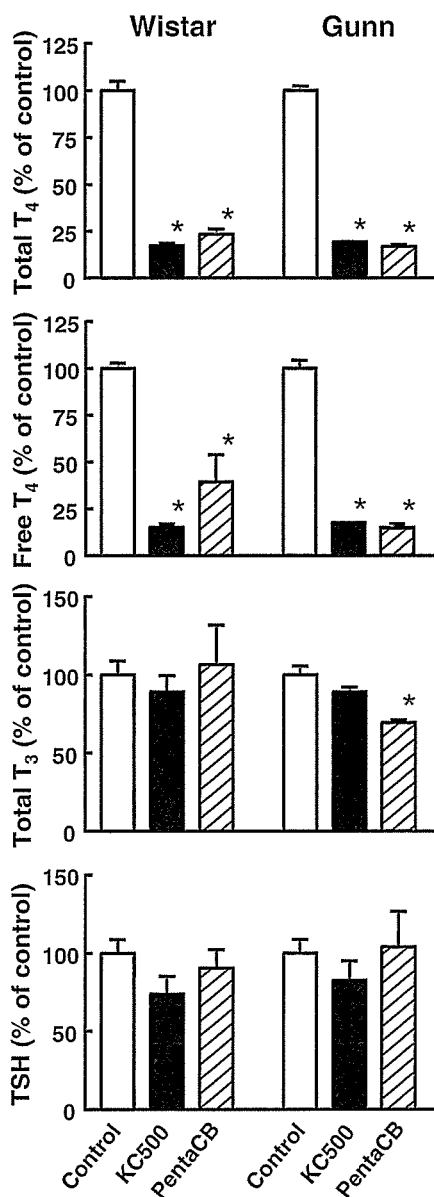 Wistar Gunn
Total T4 (% of control)
125
100
75
50
25
0
* * * *
Free T4 (% of control)
125
100
75
50
25
0
* * * *
Total T3 (% of control)
150
100
50
0
*
TSH (% of control)
150
100
50
0
Control KC500 PentaCB Control KC500 PentaCB